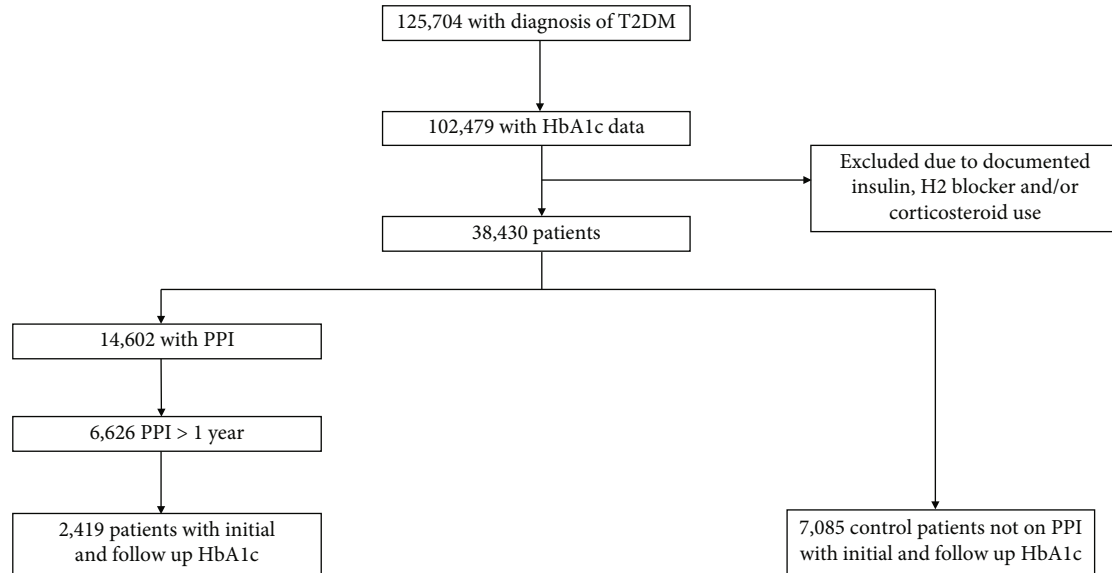 125,704 with diagnosis of T2DM
102,479 with HbA1c data
Excluded due to documented
insulin, H2 blocker and/or
corticosteroid use
38,430 patients
14,602 with PPI
6,626 PPI > 1 year
2,419 patients with initial
and follow up HbA1c
7,085 control patients not on PPI
with initial and follow up HbA1c